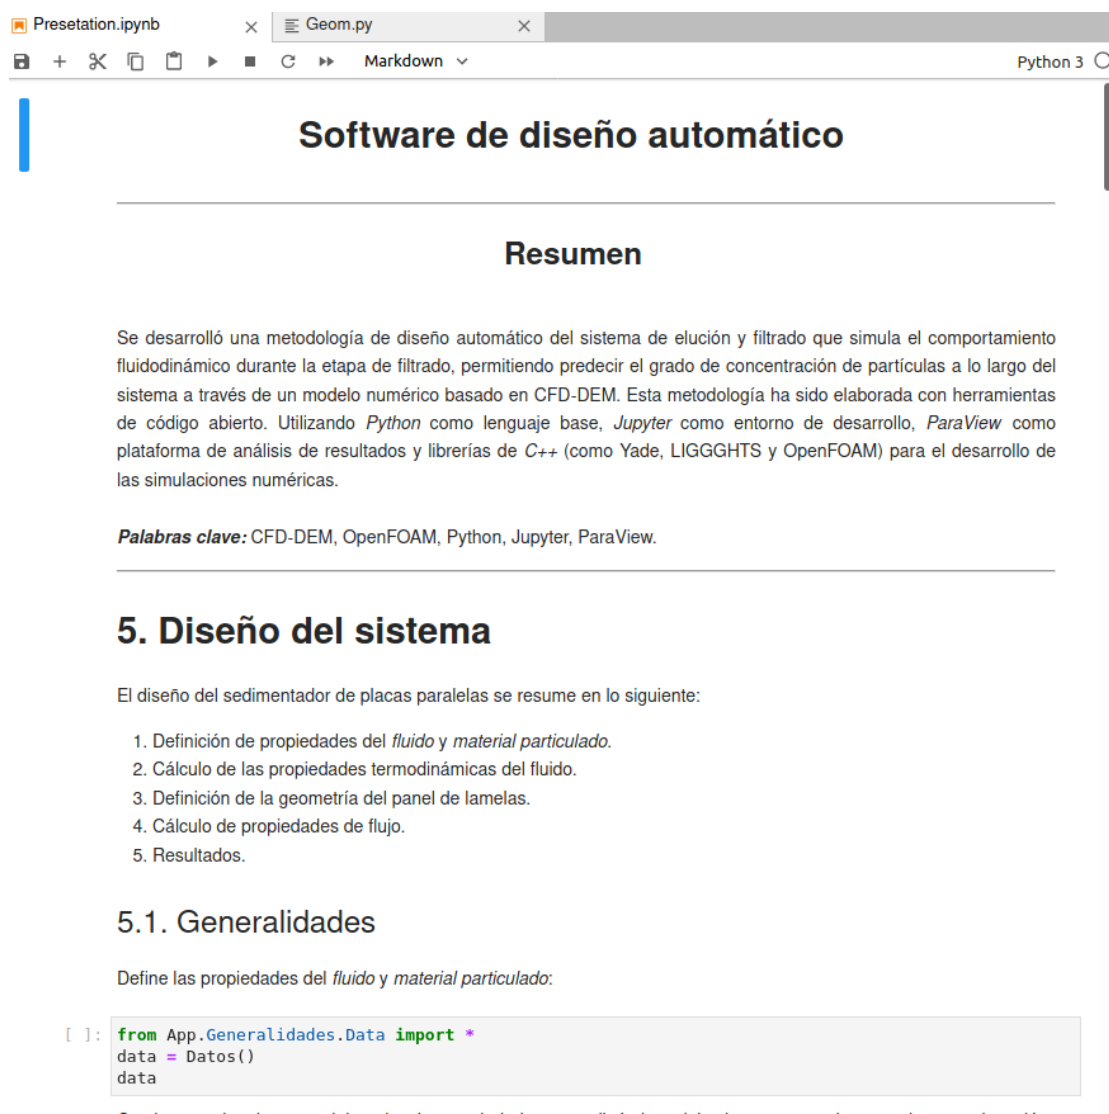 Presetation.ipynb
Geom.py
Markdown
Python 3
Software de diseño automático
Resumen
Se desarrolló una metodología de diseño automático del sistema de elución y filtrado que simula el comportamiento
fluidodinámico durante la etapa de filtrado, permitiendo predecir el grado de concentración de partículas a lo largo del
sistema a través de un modelo numérico basado en CFD-DEM. Esta metodología ha sido elaborada con herramientas
de código abierto. Utilizando Python como lenguaje base, Jupyter como entorno de desarrollo, ParaView como
plataforma de análisis de resultados y librerías de C++ (como Yade, LIGGGHTS y OpenFOAM) para el desarrollo de
las simulaciones numéricas.
Palabras clave: CFD-DEM, OpenFOAM, Python, Jupyter, ParaView.
5. Diseño del sistema
El diseño del sedimentador de placas paralelas se resume en lo siguiente:
1. Definición de propiedades del fluido y material particulado.
2. Cálculo de las propiedades termodinámicas del fluido.
3. Definición de la geometría del panel de lamelas.
4. Cálculo de propiedades de flujo.
5. Resultados.
5.1. Generalidades
Define las propiedades del fluido y material particulado:
[ ]: from App.Generalidades.Data import *
data = Datos()
data